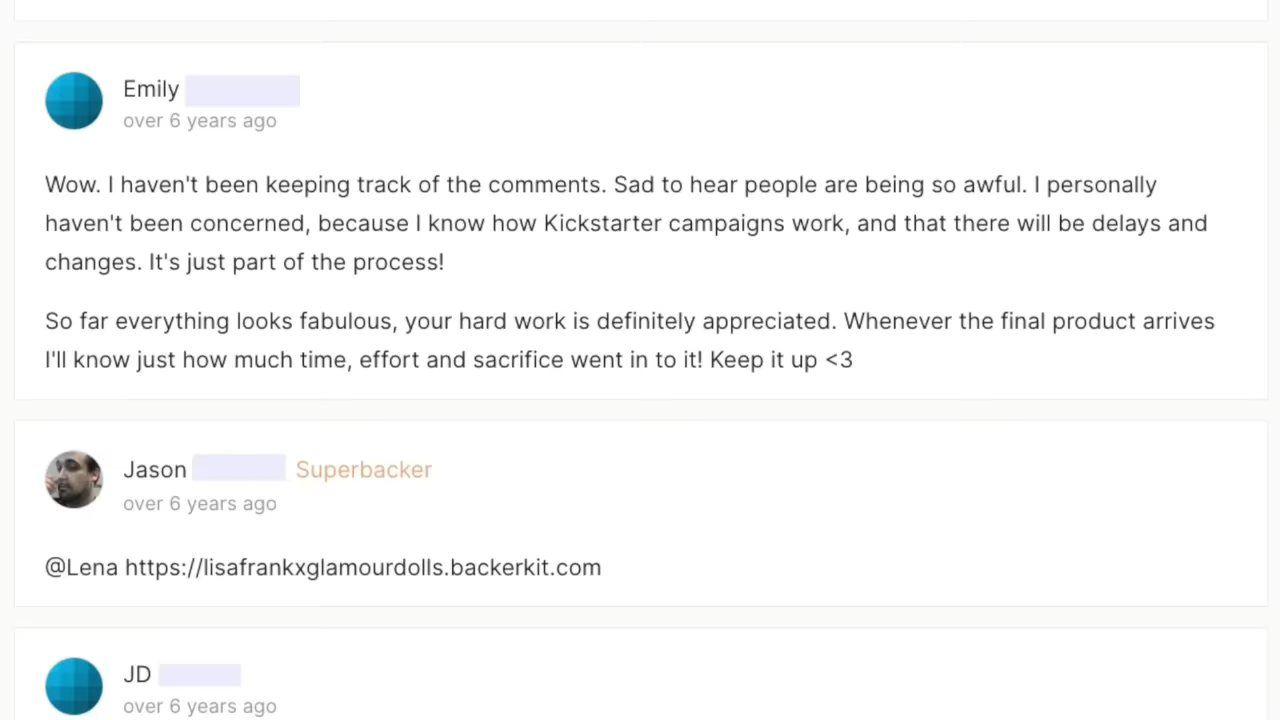 Emily
over 6 years ago
Wow. I haven't been keeping track of the comments. Sad to hear people are being so awful. I personally
haven't been concerned, because I know how Kickstarter campaigns work, and that there will be delays and
changes. It's just part of the process!
So far everything looks fabulous, your hard work is definitely appreciated. Whenever the final product arrives
I'll know just how much time, effort and sacrifice went in to it! Keep it up <3
Jason Superbacker
over 6 years ago
@Lena https://lisafrankxglamourdolls.backerkit.com
JD
over 6 years ago